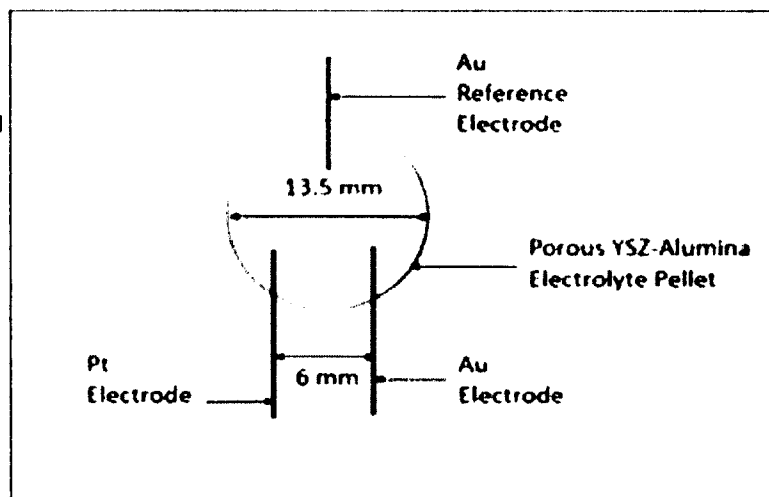 Au
Reference
Electrode
13.5 mm
Porous YSZ-Alumina
Electrolyte Pellet
Pt
Electrode
6 mm
Au
Electrode